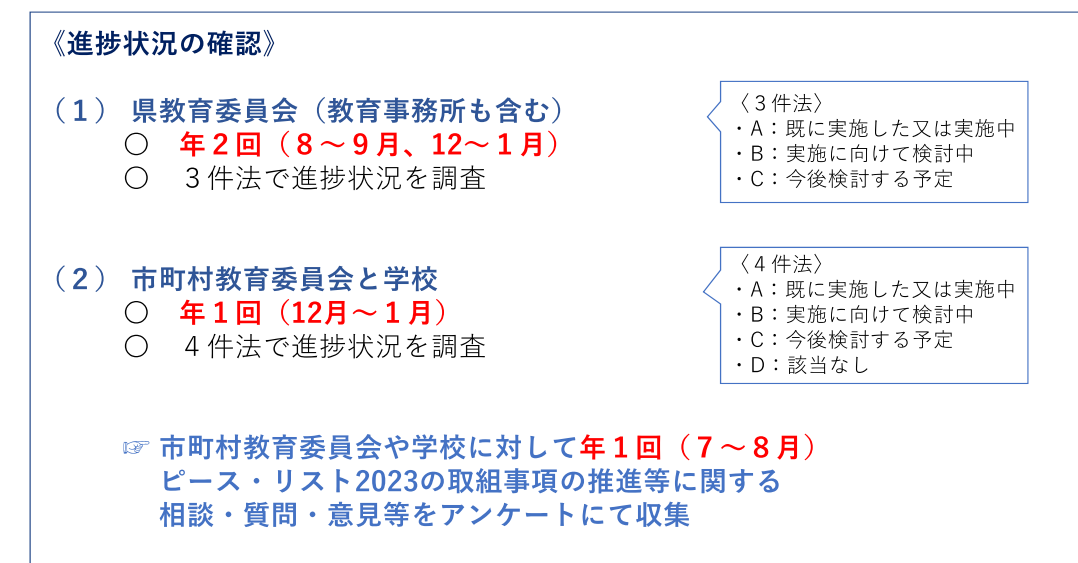 《進捗状況の確認》
（１） 県教育委員会（教育事務所も含む）
○ 年２回（８～９月、12～１月）
○ ３件法で進捗状況を調査
〈３件法〉
・A：既に実施した又は実施中
・B：実施に向けて検討中
・C：今後検討する予定
（２） 市町村教育委員会と学校
○ 年１回（12月～１月）
○ ４件法で進捗状況を調査
〈４件法〉
・A：既に実施した又は実施中
・B：実施に向けて検討中
・C：今後検討する予定
・D：該当なし
☞ 市町村教育委員会や学校に対して年１回（７～８月）
ピース・リスト2023の取組事項の推進等に関する
相談・質問・意見等をアンケートにて収集